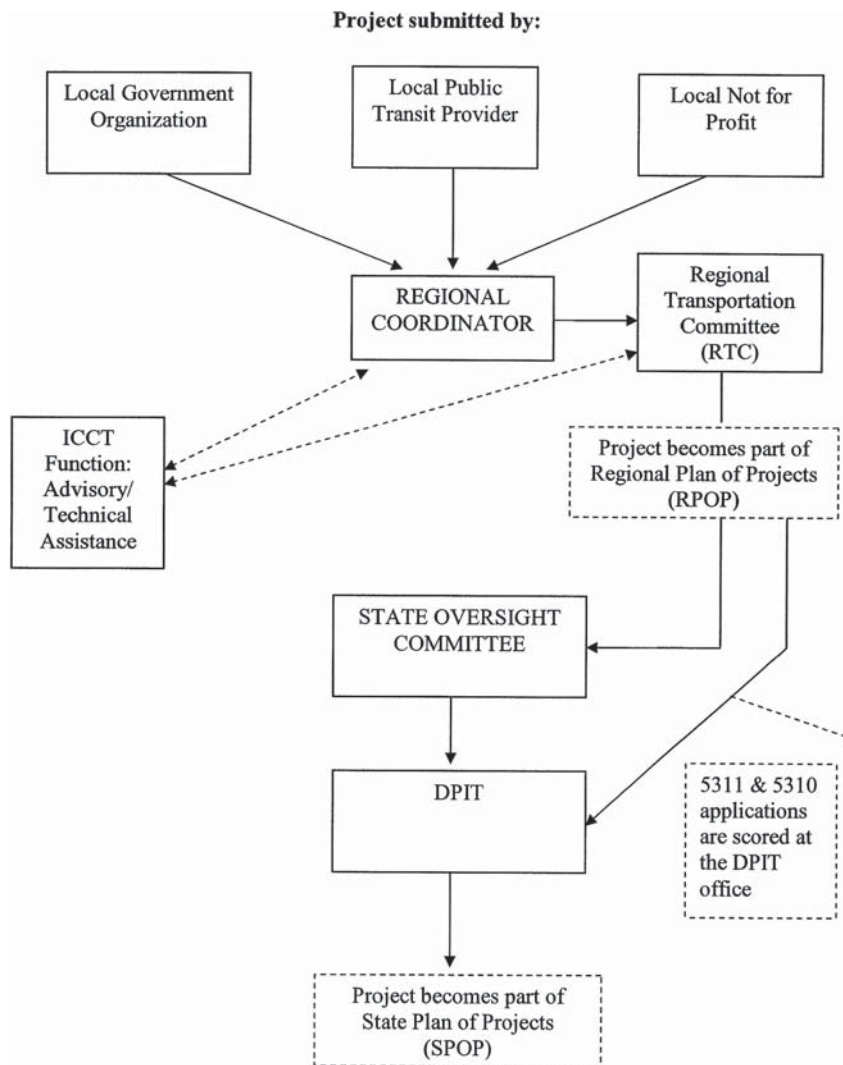 Project submitted by:
Local Government
Organization
Local Public
Transit Provider
Local Not for
Profit
REGIONAL
COORDINATOR
Regional
Transportation
Committee
(RTC)
ICCT
Function:
Advisory/
Technical
Assistance
Project becomes part of
Regional Plan of Projects
(RPOP)
STATE OVERSIGHT
COMMITTEE
DPIT
5311 & 5310
applications
are scored at
the DPIT
office
Project becomes part of
State Plan of Projects
(SPOP)